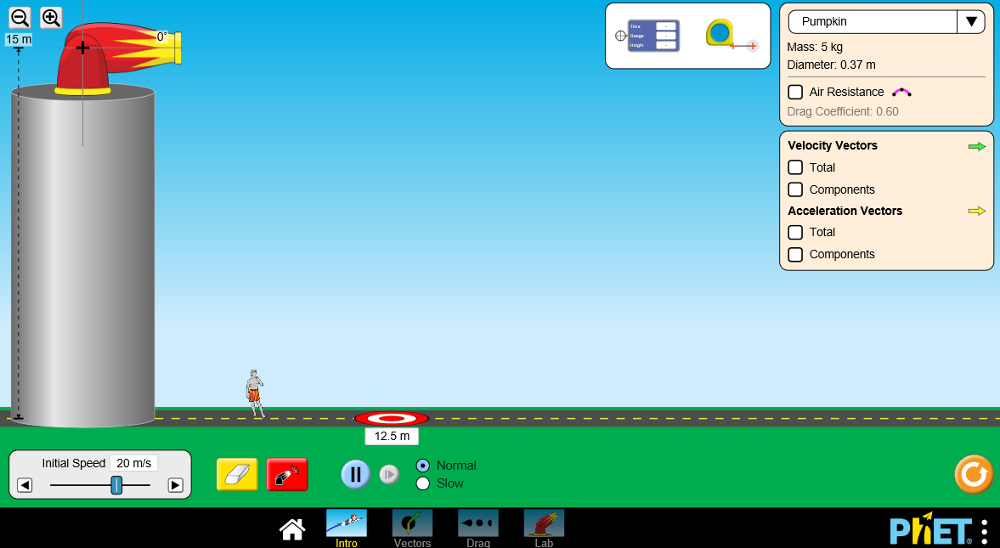 15 m
0°
Time -
Range -
Height -
Pumpkin
Mass: 5 kg
Diameter: 0.37 m
Air Resistance
Drag Coefficient: 0.60
Velocity Vectors
Total
Components
Acceleration Vectors
Total
Components
12.5 m
Initial Speed 20 m/s
Normal
Slow
Intro
Vectors
Drag
Lab
PhET